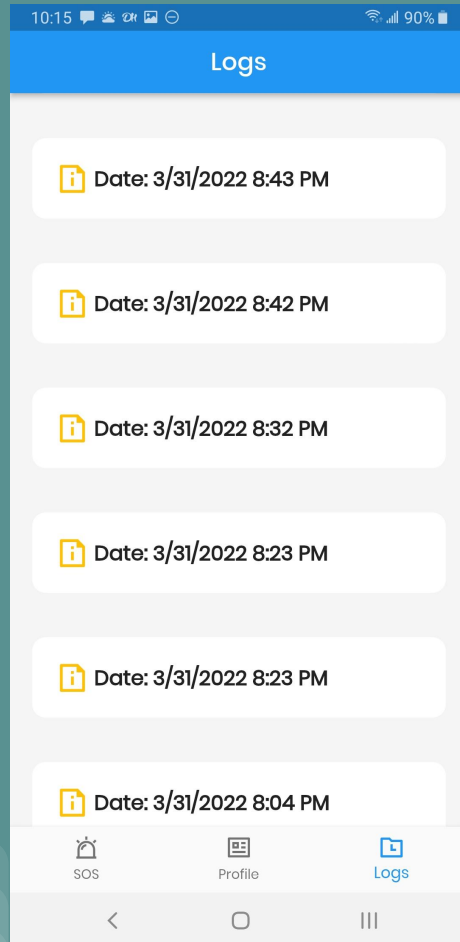 10:15 90%
Logs
Date: 3/31/2022 8:43 PM
Date: 3/31/2022 8:42 PM
Date: 3/31/2022 8:32 PM
Date: 3/31/2022 8:23 PM
Date: 3/31/2022 8:23 PM
Date: 3/31/2022 8:04 PM
SOS Profile Logs